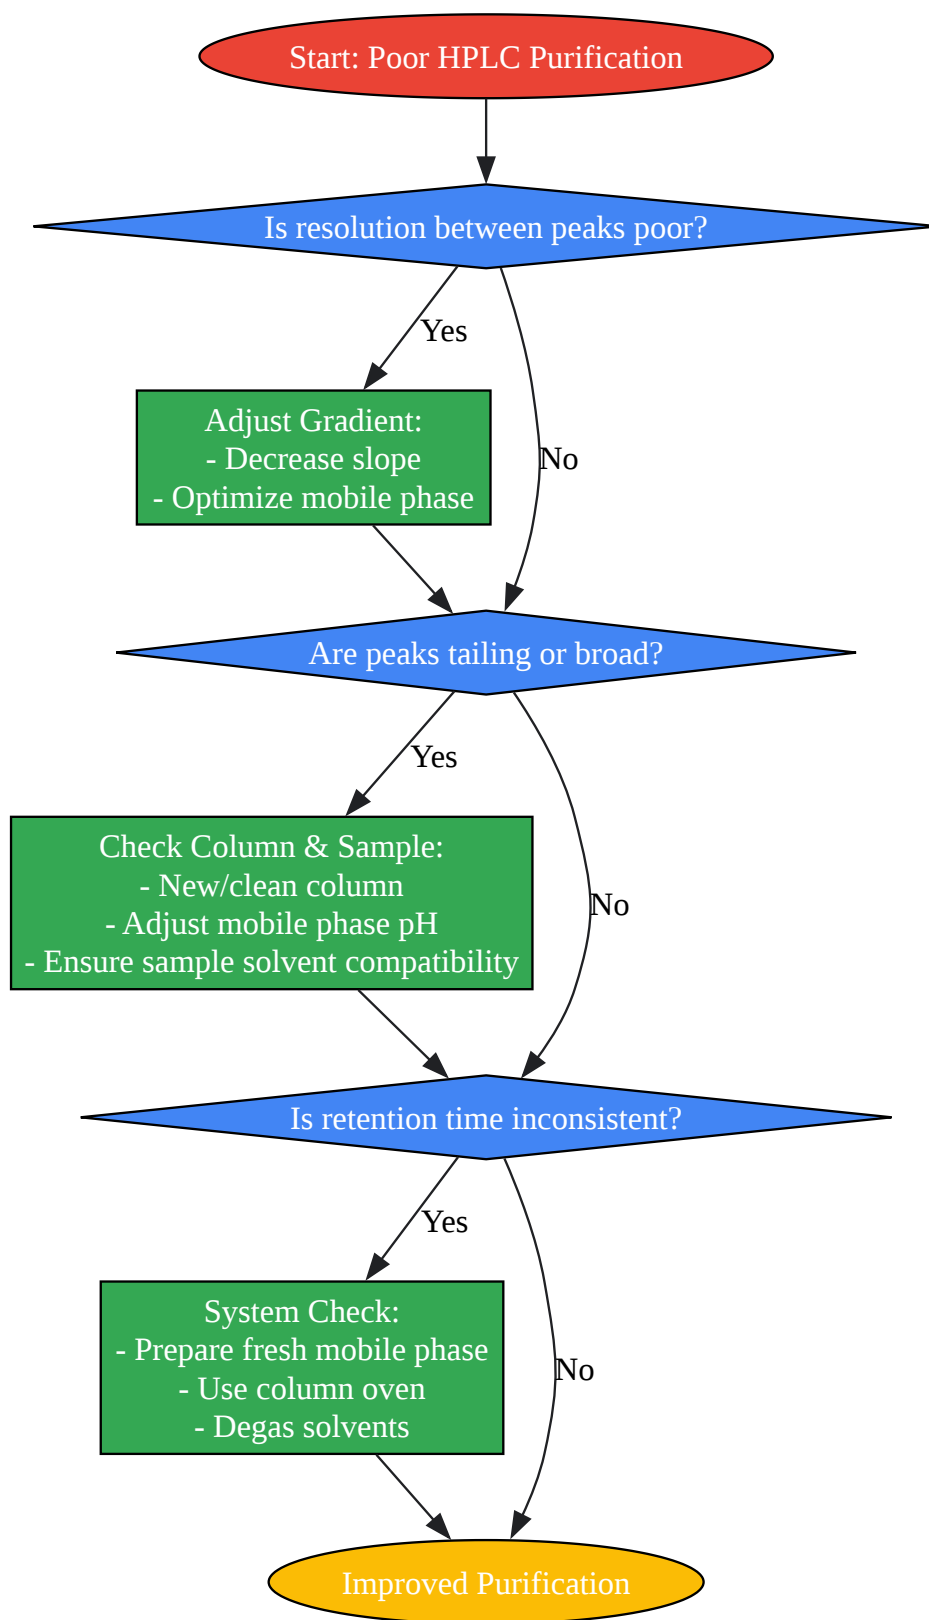 Start: Poor HPLC Purification
Is resolution between peaks poor?
Yes
Adjust Gradient:
- Decrease slope
- Optimize mobile phase
No
Are peaks tailing or broad?
Yes
Check Column & Sample:
- New/clean column
- Adjust mobile phase pH
- Ensure sample solvent compatibility
No
Is retention time inconsistent?
Yes
System Check:
- Prepare fresh mobile phase
- Use column oven
- Degas solvents
No
Improved Purification